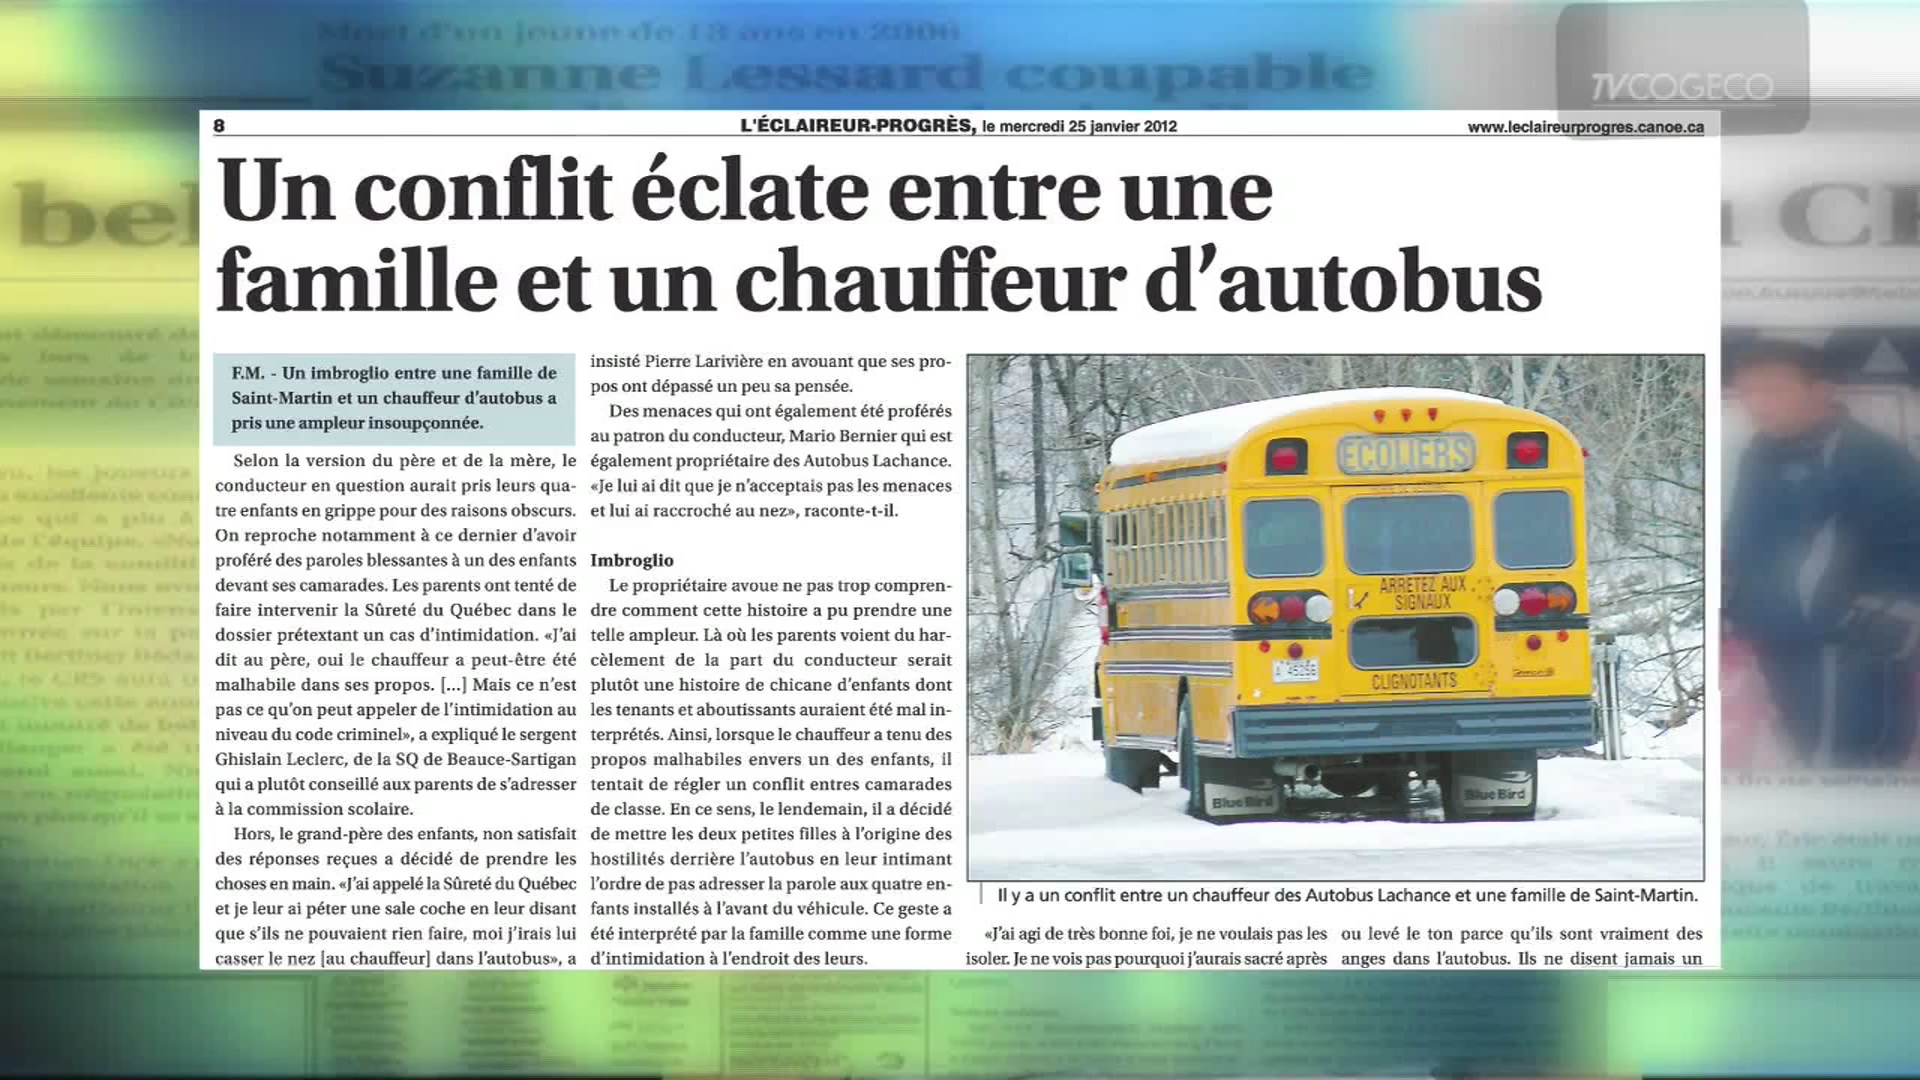 Mort d'un jeune de 13 ans en 2006
Suzanne Lessard coupable
TVCOGECO
8
L'ÉCLAIREUR-PROGRÈS, le mercredi 25 janvier 2012
www.leclaireurprogres.canoe.ca
Un conflit éclate entre une
famille et un chauffeur d'autobus
F.M. - Un imbroglio entre une famille de
Saint-Martin et un chauffeur d'autobus a
pris une ampleur insoupçonnée.
Selon la version du père et de la mère, le
conducteur en question aurait pris leurs qua-
tre enfants en grippe pour des raisons obscurs.
On reproche notamment à ce dernier d'avoir
proféré des paroles blessantes à un des enfants
devant ses camarades. Les parents ont tenté de
faire intervenir la Sûreté du Québec dans le
dossier prétextant un cas d'intimidation. «J'ai
dit au père, oui le chauffeur a peut-être été
malhabile dans ses propos. [...] Mais ce n'est
pas ce qu'on peut appeler de l'intimidation au
niveau du code criminel», a expliqué le sergent
Ghislain Leclerc, de la SQ de Beauce-Sartigan
qui a plutôt conseillé aux parents de s'adresser
à la commission scolaire.
Hors, le grand-père des enfants, non satisfait
des réponses reçues a décidé de prendre les
choses en main. «J'ai appelé la Sûreté du Québec
et je leur ai péter une sale coche en leur disant
que s'ils ne pouvaient rien faire, moi j'irais lui
casser le nez [au chauffeur] dans l'autobus», a
insisté Pierre Larivière en avouant que ses pro-
pos ont dépassé un peu sa pensée.
Des menaces qui ont également été proférés
au patron du conducteur, Mario Bernier qui est
également propriétaire des Autobus Lachance.
«Je lui ai dit que je n'acceptais pas les menaces
et lui ai raccroché au nez», raconte-t-il.
Imbroglio
Le propriétaire avoue ne pas trop compren-
dre comment cette histoire a pu prendre une
telle ampleur. Là où les parents voient du har-
cèlement de la part du conducteur serait
plutôt une histoire de chicane d'enfants dont
les tenants et aboutissants auraient été mal in-
terprétés. Ainsi, lorsque le chauffeur a tenu des
propos malhabiles envers un des enfants, il
tentait de régler un conflit entres camarades
de classe. En ce sens, le lendemain, il a décidé
de mettre les deux petites filles à l'origine des
hostilités derrière l'autobus en leur intimant
l'ordre de pas adresser la parole aux quatre en-
fants installés à l'avant du véhicule. Ce geste a
été interprété par la famille comme une forme
d'intimidation à l'endroit des leurs.
ECOLIERS
ARRETEZ AUX
SIGNAUX
CLIGNOTANTS
Blue Bird
Blue Bird
Il y a un conflit entre un chauffeur des Autobus Lachance et une famille de Saint-Martin.
«J'ai agi de très bonne foi, je ne voulais pas les
isoler. Je ne vois pas pourquoi j'aurais sacré après
ou levé le ton parce qu'ils sont vraiment des
anges dans l'autobus. Ils ne disent jamais un